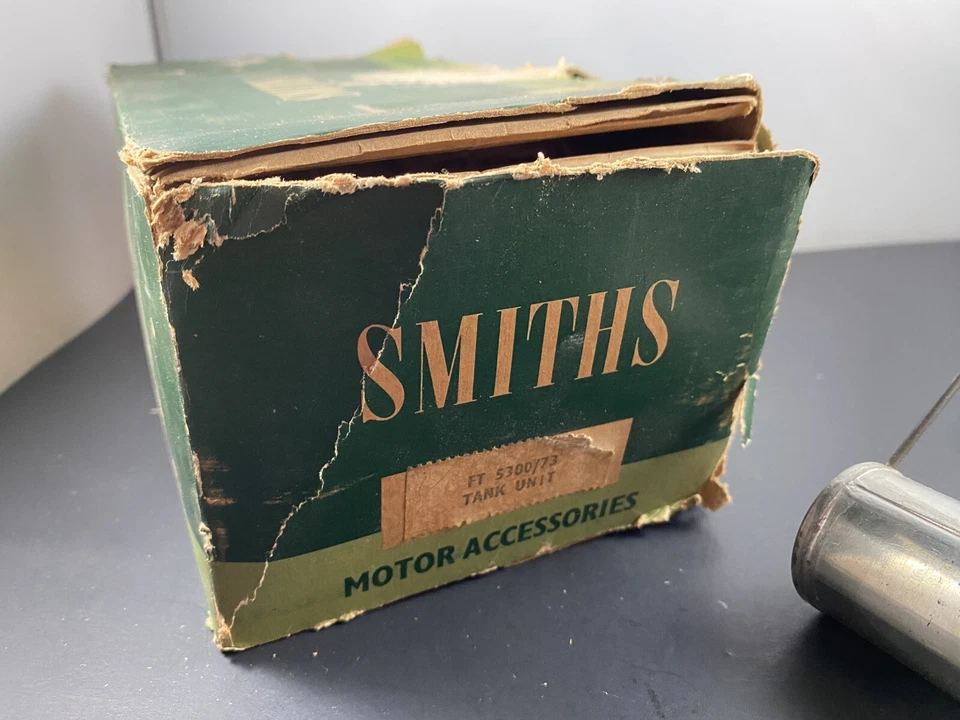 SMITHS
FT 5300/73
TANK UNIT
MOTOR ACCESSORIES